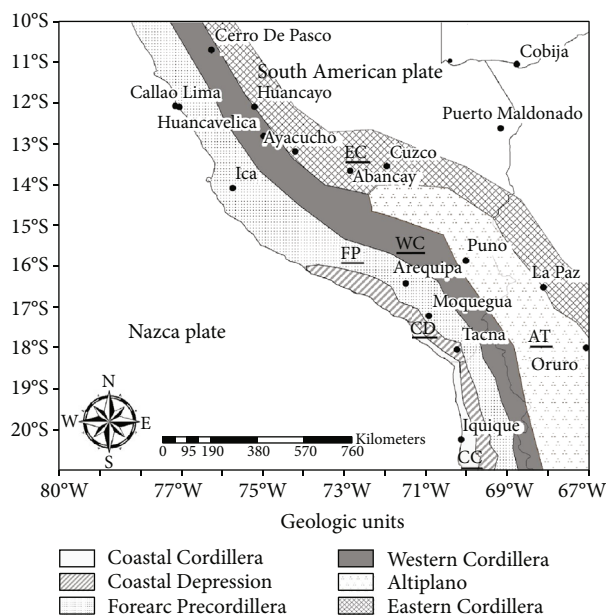 10°S
11°S
12°S
13°S
14°S
15°S
16°S
17°S
18°S
19°S
20°S
Cerro De Pasco
Cobija
South American plate
Callao Lima
Huancayo
Puerto Maldonado
Huancavelica
Ayacucho
EC
Cuzco
Abancay
Ica
WC
Puno
FP
Arequipa
La Paz
Moquegua
Nazca plate
CD
Tacna
AT
Oruro
N
W E
S
Iquique
Kilometers
0 95 190 380 570 760
CC
80°W 77°W 75°W 73°W 71°W 69°W 67°W
Geologic units
Coastal Cordillera
Western Cordillera
Coastal Depression
Altiplano
Forearc Precordillera
Eastern Cordillera